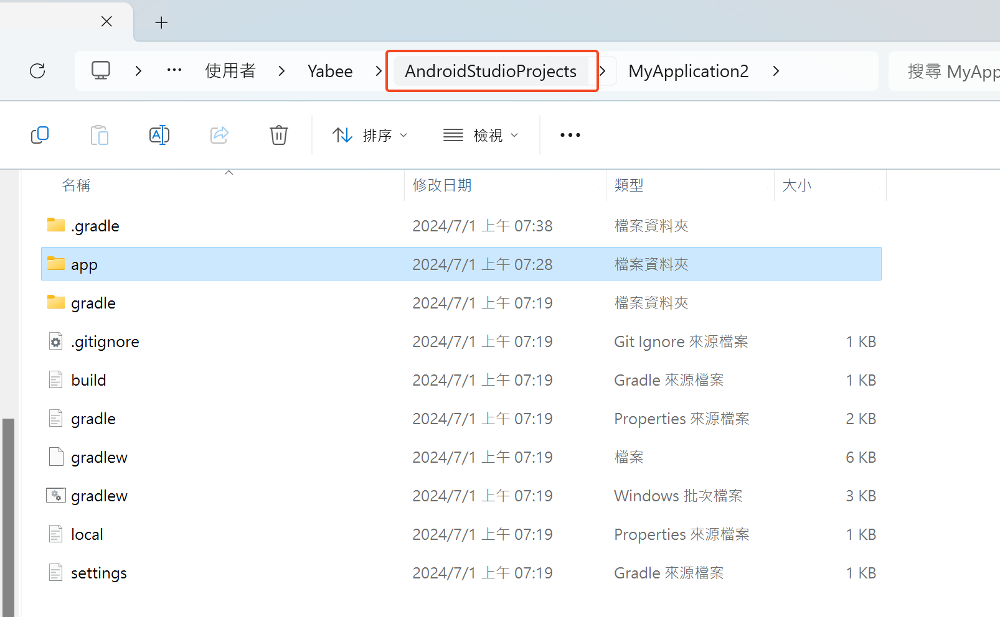 使用者 Yabee AndroidStudioProjects MyApplication2 搜尋 MyApp
排序 檢視
名稱 修改日期 類型 大小
.gradle 2024/7/1 上午 07:38 檔案資料夾
app 2024/7/1 上午 07:28 檔案資料夾
gradle 2024/7/1 上午 07:19 檔案資料夾
.gitignore 2024/7/1 上午 07:19 Git Ignore 來源檔案 1 KB
build 2024/7/1 上午 07:19 Gradle 來源檔案 1 KB
gradle 2024/7/1 上午 07:19 Properties 來源檔案 2 KB
gradlew 2024/7/1 上午 07:19 檔案 6 KB
gradlew 2024/7/1 上午 07:19 Windows 批次檔案 3 KB
local 2024/7/1 上午 07:19 Properties 來源檔案 1 KB
settings 2024/7/1 上午 07:19 Gradle 來源檔案 1 KB